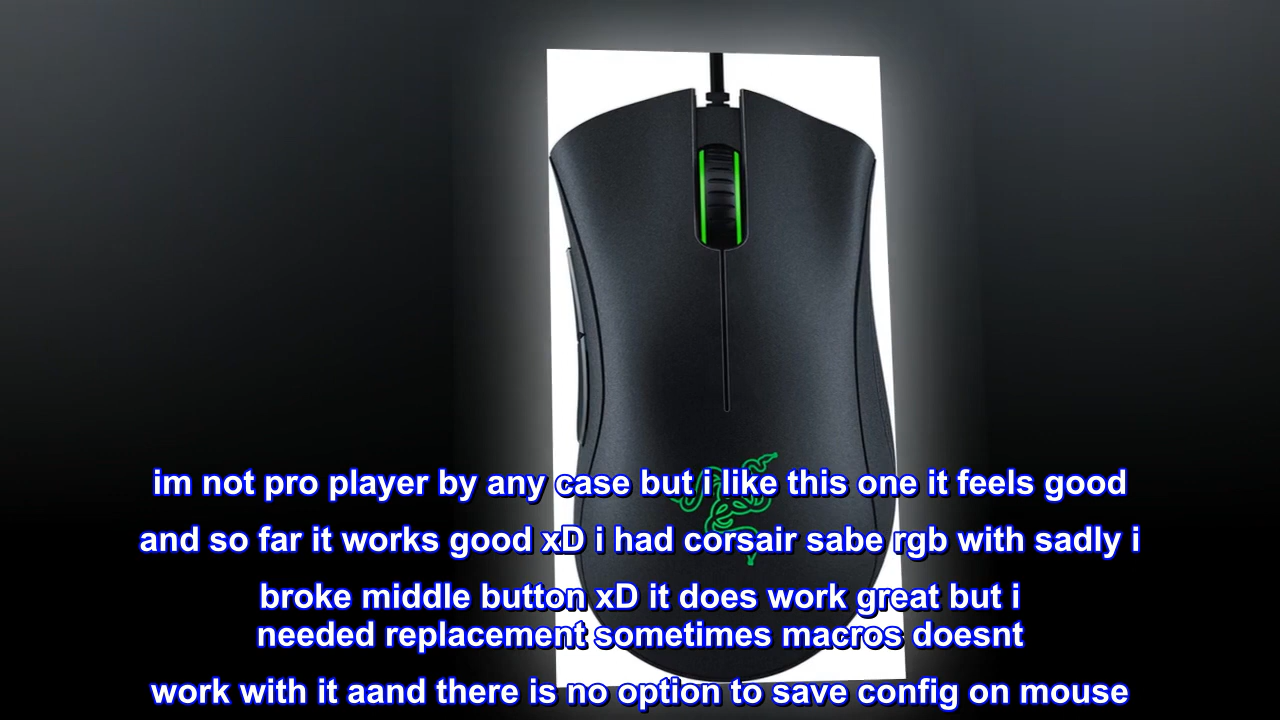 im not pro player by any case but i like this one it feels good
and so far it works good xD i had corsair sabe rgb with sadly i
broke middle button xD it does work great but i
needed replacement sometimes macros doesnt
work with it aand there is no option to save config on mouse